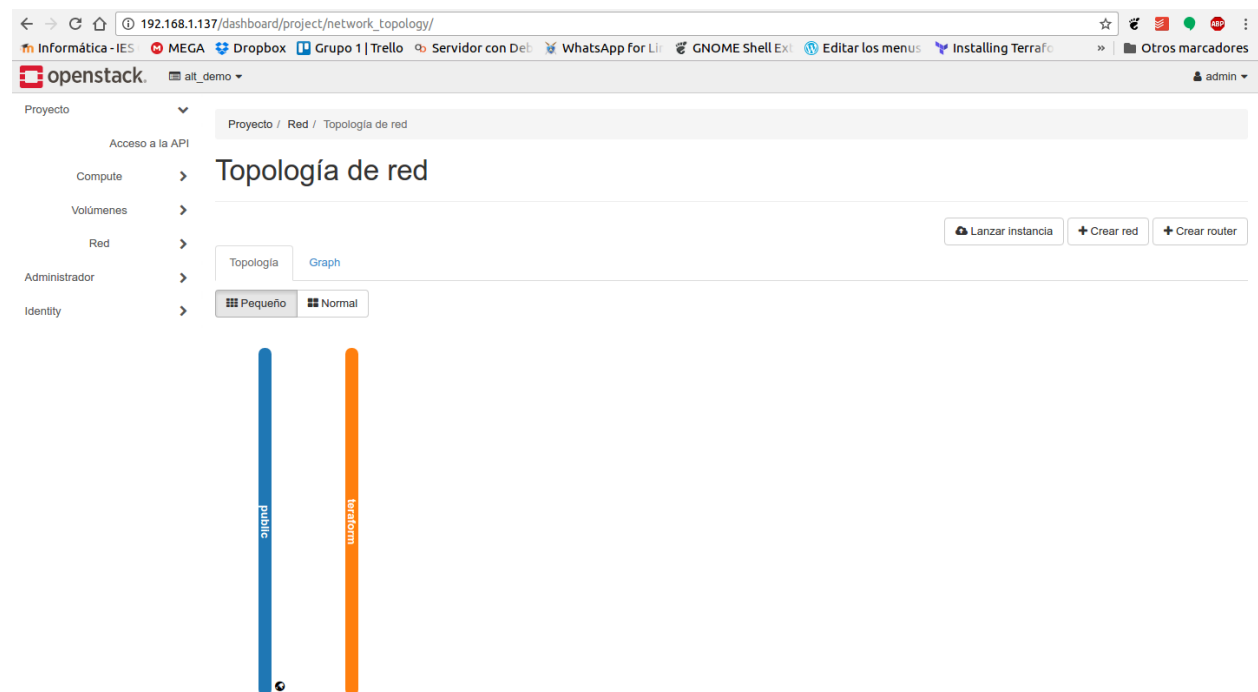 192.168.1.137/dashboard/project/network_topology/
Informática - IES MEGA Dropbox Grupo 1 | Trello Servidor con Deb WhatsApp for Lin GNOME Shell Ext Editar los menus Installing Terrafo » Otros marcadores
openstack. alt_demo admin
Proyecto
Acceso a la API
Compute
Volúmenes
Red
Administrador
Identity
Proyecto / Red / Topología de red
Topología de red
Lanzar instancia + Crear red + Crear router
Topología Graph
Pequeño Normal
public
teraform
ABP